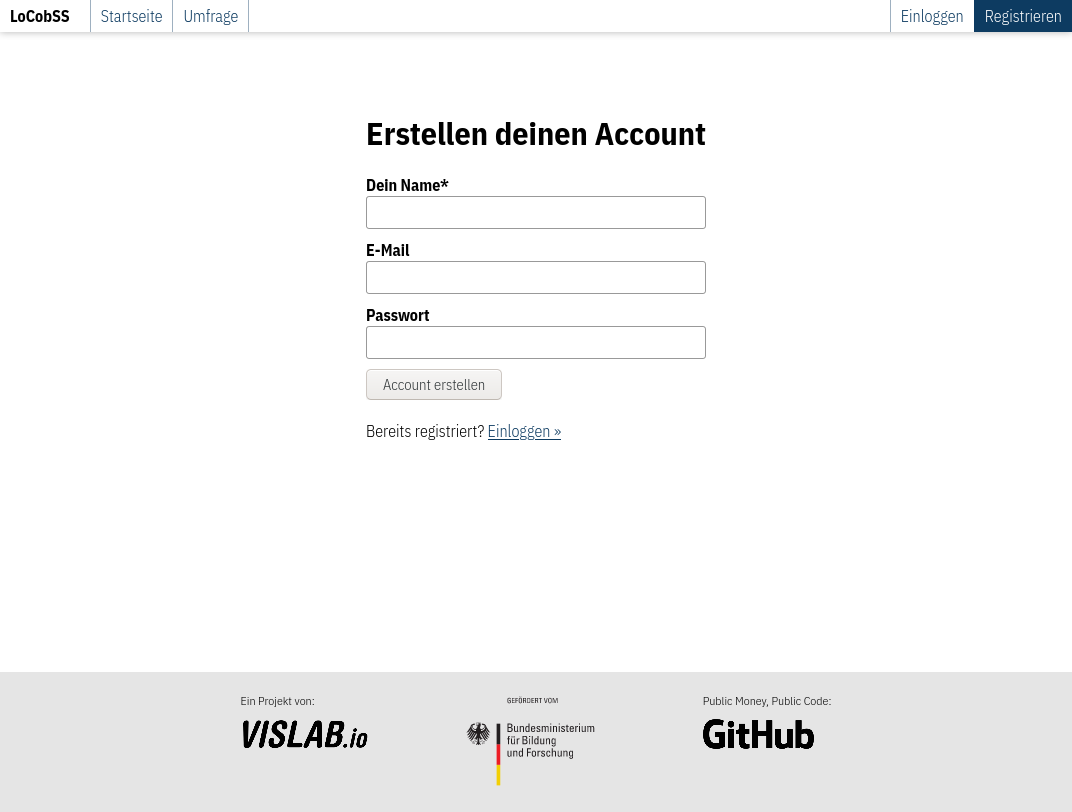 LoCobSS
Startseite
Umfrage
Einloggen
Registrieren
Erstellen deinen Account
Dein Name*
E-Mail
Passwort
Account erstellen
Bereits registriert? Einloggen »
Ein Projekt von:
VISLAB.io
GEFÖRDERT VOM
Bundesministerium
für Bildung
und Forschung
Public Money, Public Code:
GitHub